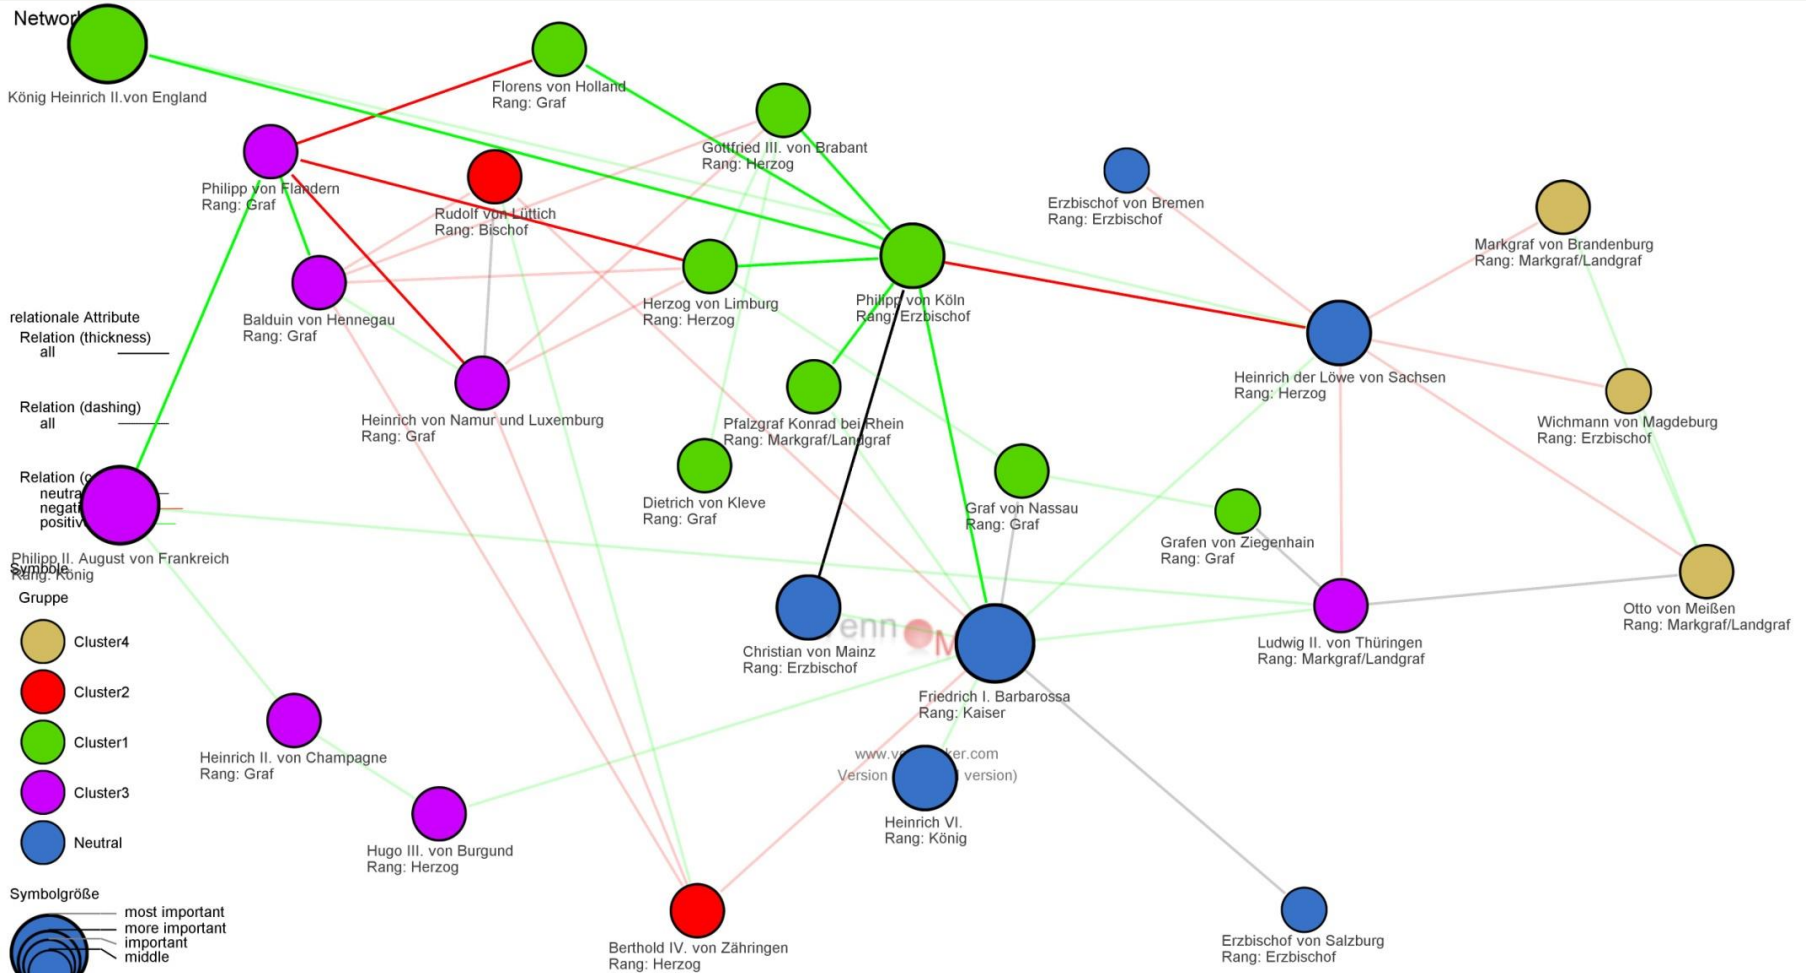 König Heinrich II.von England
Florens von Holland
Rang: Graf
Gottfried III. von Brabant
Rang: Herzog
Philipp von Flandern
Rang: Graf
Rudolf von Lüttich
Rang: Bischof
Erzbischof von Bremen
Rang: Erzbischof
Markgraf von Brandenburg
Rang: Markgraf/Landgraf
Balduin von Hennegau
Rang: Graf
Herzog von Limburg
Rang: Herzog
Philipp von Köln
Rang: Erzbischof
Heinrich der Löwe von Sachsen
Rang: Herzog
Wichmann von Magdeburg
Rang: Erzbischof
Heinrich von Namur und Luxemburg
Rang: Graf
Pfalzgraf Konrad bei Rhein
Rang: Markgraf/Landgraf
Dietrich von Kleve
Rang: Graf
Graf von Nassau
Rang: Graf
Grafen von Ziegenhain
Rang: Graf
Philipp II. August von Frankreich
Rang: König
Christian von Mainz
Rang: Erzbischof
Friedrich I. Barbarossa
Rang: Kaiser
Ludwig II. von Thüringen
Rang: Markgraf/Landgraf
Otto von Meißen
Rang: Markgraf/Landgraf
Heinrich II. von Champagne
Rang: Graf
Hugo III. von Burgund
Rang: Herzog
Heinrich VI.
Rang: König
Berthold IV. von Zähringen
Rang: Herzog
Erzbischof von Salzburg
Rang: Erzbischof
relationale Attribute
Relation (thickness)
all
Relation (dashing)
all
Relation
Symbole
Gruppe
Cluster4
Cluster2
Cluster1
Cluster3
Neutral
Symbolgröße
most important
more important
important
middle
Version version)